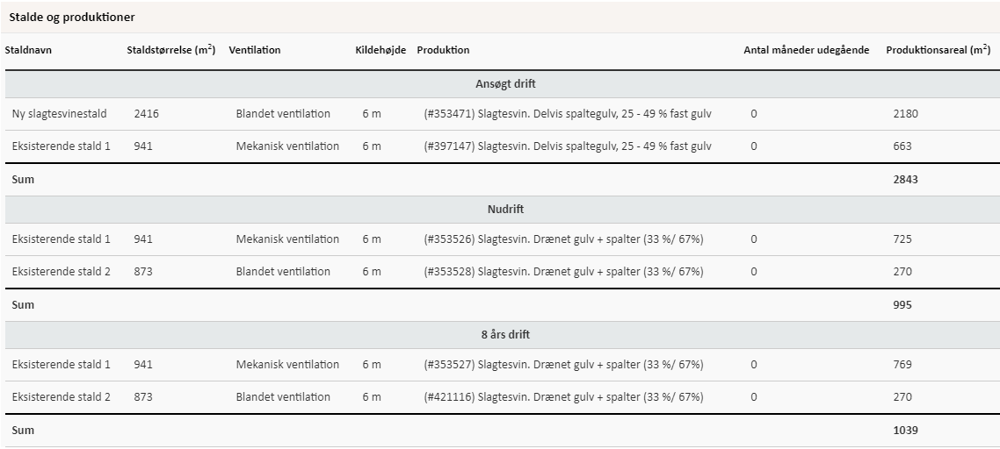 Stalde og produktioner
Staldnavn Staldstørrelse (m²) Ventilation Kildehøjde Produktion Antal måneder udegående Produktionsareal (m²)
Ansøgt drift
Ny slagtesvinestald 2416 Blandet ventilation 6 m (#353471) Slagtesvin. Delvis spaltegulv, 25 - 49 % fast gulv 0 2180
Eksisterende stald 1 941 Mekanisk ventilation 6 m (#397147) Slagtesvin. Delvis spaltegulv, 25 - 49 % fast gulv 0 663
Sum 2843
Nudrift
Eksisterende stald 1 941 Mekanisk ventilation 6 m (#353526) Slagtesvin. Drænet gulv + spalter (33 %/ 67%) 0 725
Eksisterende stald 2 873 Blandet ventilation 6 m (#353528) Slagtesvin. Drænet gulv + spalter (33 %/ 67%) 0 270
Sum 995
8 års drift
Eksisterende stald 1 941 Mekanisk ventilation 6 m (#353527) Slagtesvin. Drænet gulv + spalter (33 %/ 67%) 0 769
Eksisterende stald 2 873 Blandet ventilation 6 m (#421116) Slagtesvin. Drænet gulv + spalter (33 %/ 67%) 0 270
Sum 1039